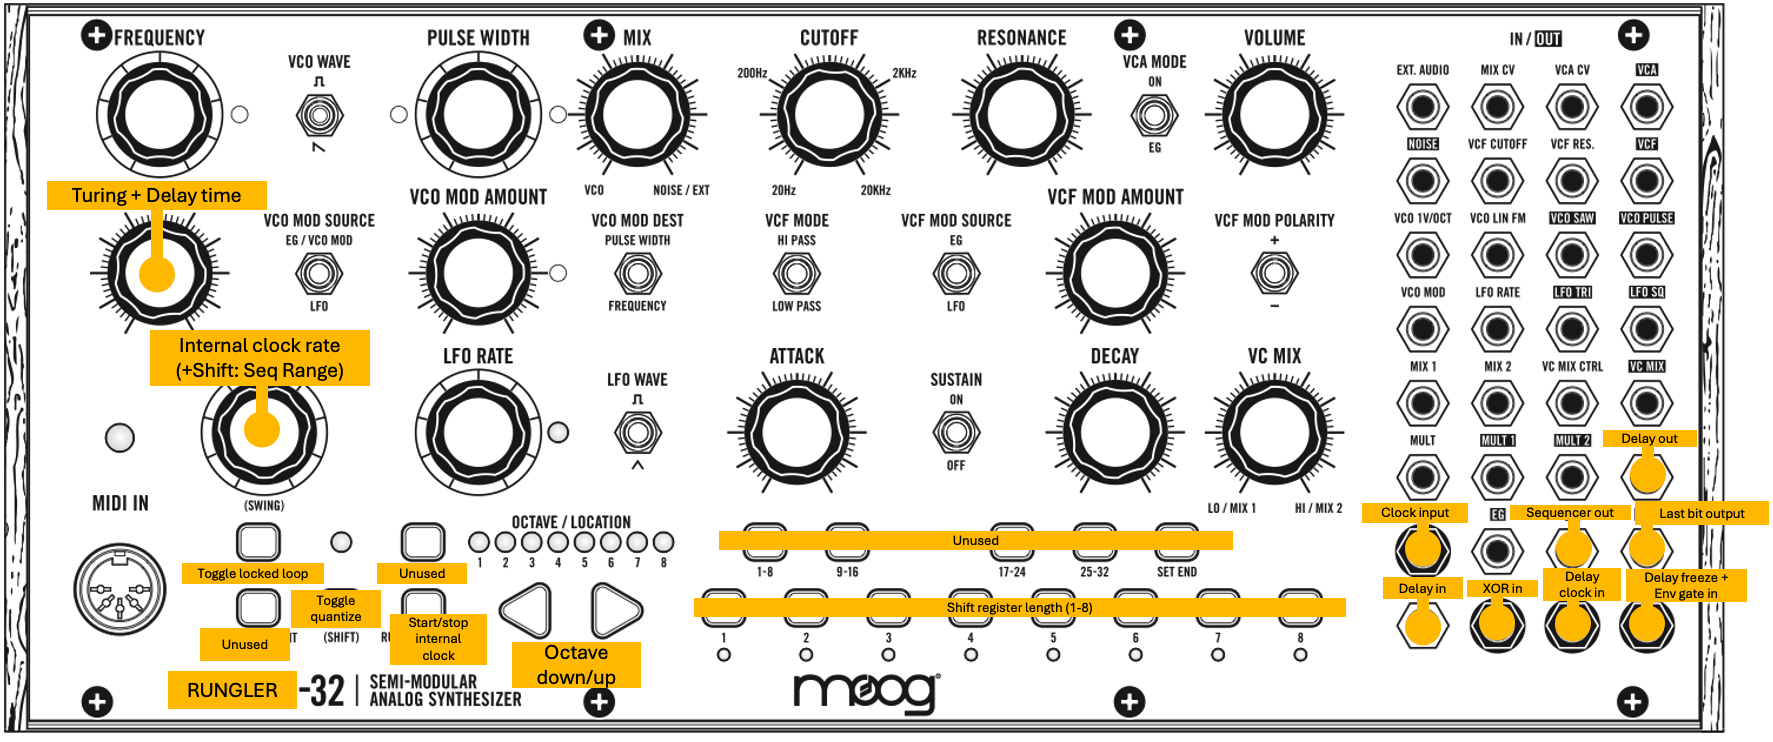 FREQUENCY
PULSE WIDTH
MIX
CUTOFF
RESONANCE
VOLUME
IN / OUT
VCO WAVE
200Hz
2KHz
VCA MODE
ON
EG
VCO
NOISE / EXT
20Hz
20KHz
EXT. AUDIO
MIX CV
VCA CV
VCA
NOISE
VCF CUTOFF
VCF RES.
VCF
Turing + Delay time
VCO MOD SOURCE
EG / VCO MOD
LFO
VCO MOD AMOUNT
VCO MOD DEST
PULSE WIDTH
FREQUENCY
VCF MODE
HI PASS
LOW PASS
VCF MOD SOURCE
EG
LFO
VCF MOD AMOUNT
VCF MOD POLARITY
+
−
VCO 1V/OCT
VCO LIN FM
VCO SAW
VCO PULSE
VCO MOD
LFO RATE
LFO TRI
LFO SQ
Internal clock rate
(+Shift: Seq Range)
(SWING)
LFO RATE
LFO WAVE
ATTACK
SUSTAIN
ON
OFF
DECAY
VC MIX
LO / MIX 1
HI / MIX 2
MIX 1
MIX 2
VC MIX CTRL
VC MIX
MULT
MULT 1
MULT 2
Delay out
Clock input
EG
Sequencer out
Last bit output
Delay in
XOR in
Delay
clock in
Delay freeze +
Env gate in
MIDI IN
Toggle locked loop
Unused
OCTAVE / LOCATION
1 2 3 4 5 6 7 8
Unused
1-8
9-16
17-24
25-32
SET END
Unused
Toggle
quantize
(SHIFT)
Start/stop
internal
clock
Octave
down/up
Shift register length (1-8)
1 2 3 4 5 6 7 8
RUNGLER
-32
SEMI-MODULAR
ANALOG SYNTHESIZER
moog